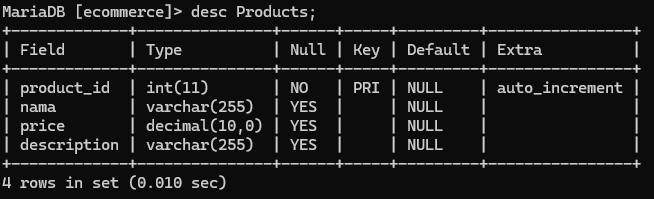 MariaDB [ecommerce]> desc Products;
+-------------+---------------+------+-----+---------+----------------+
| Field       | Type          | Null | Key | Default | Extra          |
+-------------+---------------+------+-----+---------+----------------+
| product_id  | int(11)       | NO   | PRI | NULL    | auto_increment |
| nama        | varchar(255)  | YES  |     | NULL    |                |
| price       | decimal(10,0) | YES  |     | NULL    |                |
| description | varchar(255)  | YES  |     | NULL    |                |
+-------------+---------------+------+-----+---------+----------------+
4 rows in set (0.010 sec)